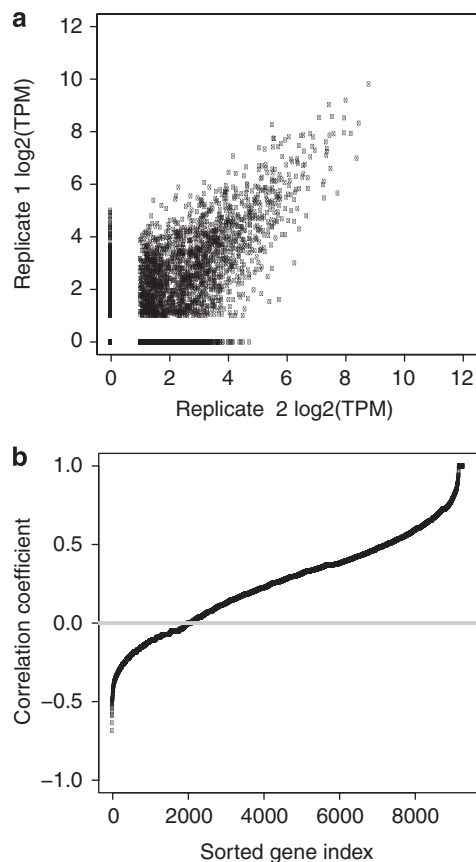 a
12
10
8
6
4
2
0
Replicate 1 log2(TPM)
0 2 4 6 8 10 12
Replicate 2 log2(TPM)
b
1.0
0.5
0.0
−0.5
−1.0
Correlation coefficient
0 2000 4000 6000 8000
Sorted gene index